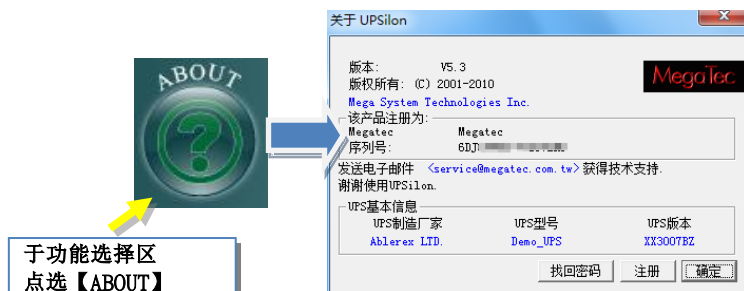 关于 UPSilon
ABOUT
版本: V5.3
MegaTec
版权所有: (C) 2001-2010
Mega System Technologies Inc.
该产品注册为:
Megatec Megatec
序列号:
发送电子邮件 <service@megatec.com.tw> 获得技术支持.
谢谢使用UPSilon.
UPS基本信息
UPS制造厂家 UPS型号 UPS版本
Ablerex LTD. Demo_UPS XX3007BZ
找回密码 注册 确定
于功能选择区
点选【ABOUT】